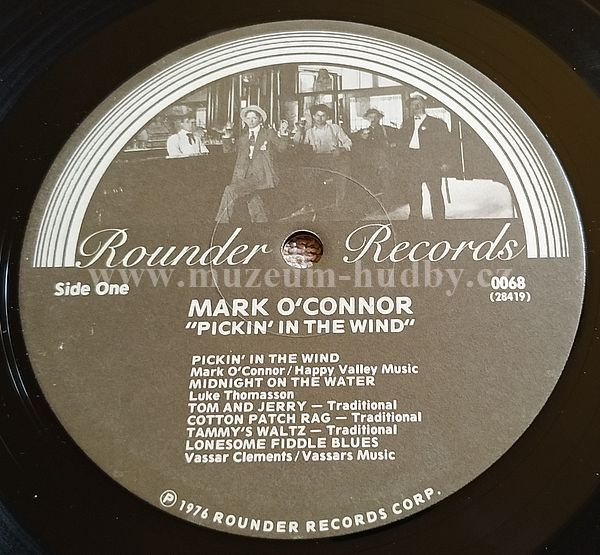 Rounder Records
www.muzeum-hudby.cz
Side One
0068
(28419)
MARK O'CONNOR
"PICKIN' IN THE WIND"
PICKIN' IN THE WIND
Mark O'Connor / Happy Valley Music
MIDNIGHT ON THE WATER
Luke Thomasson
TOM AND JERRY — Traditional
COTTON PATCH RAG — Traditional
TAMMY'S WALTZ — Traditional
LONESOME FIDDLE BLUES
Vassar Clements / Vassars Music
℗ 1976 ROUNDER RECORDS CORP.